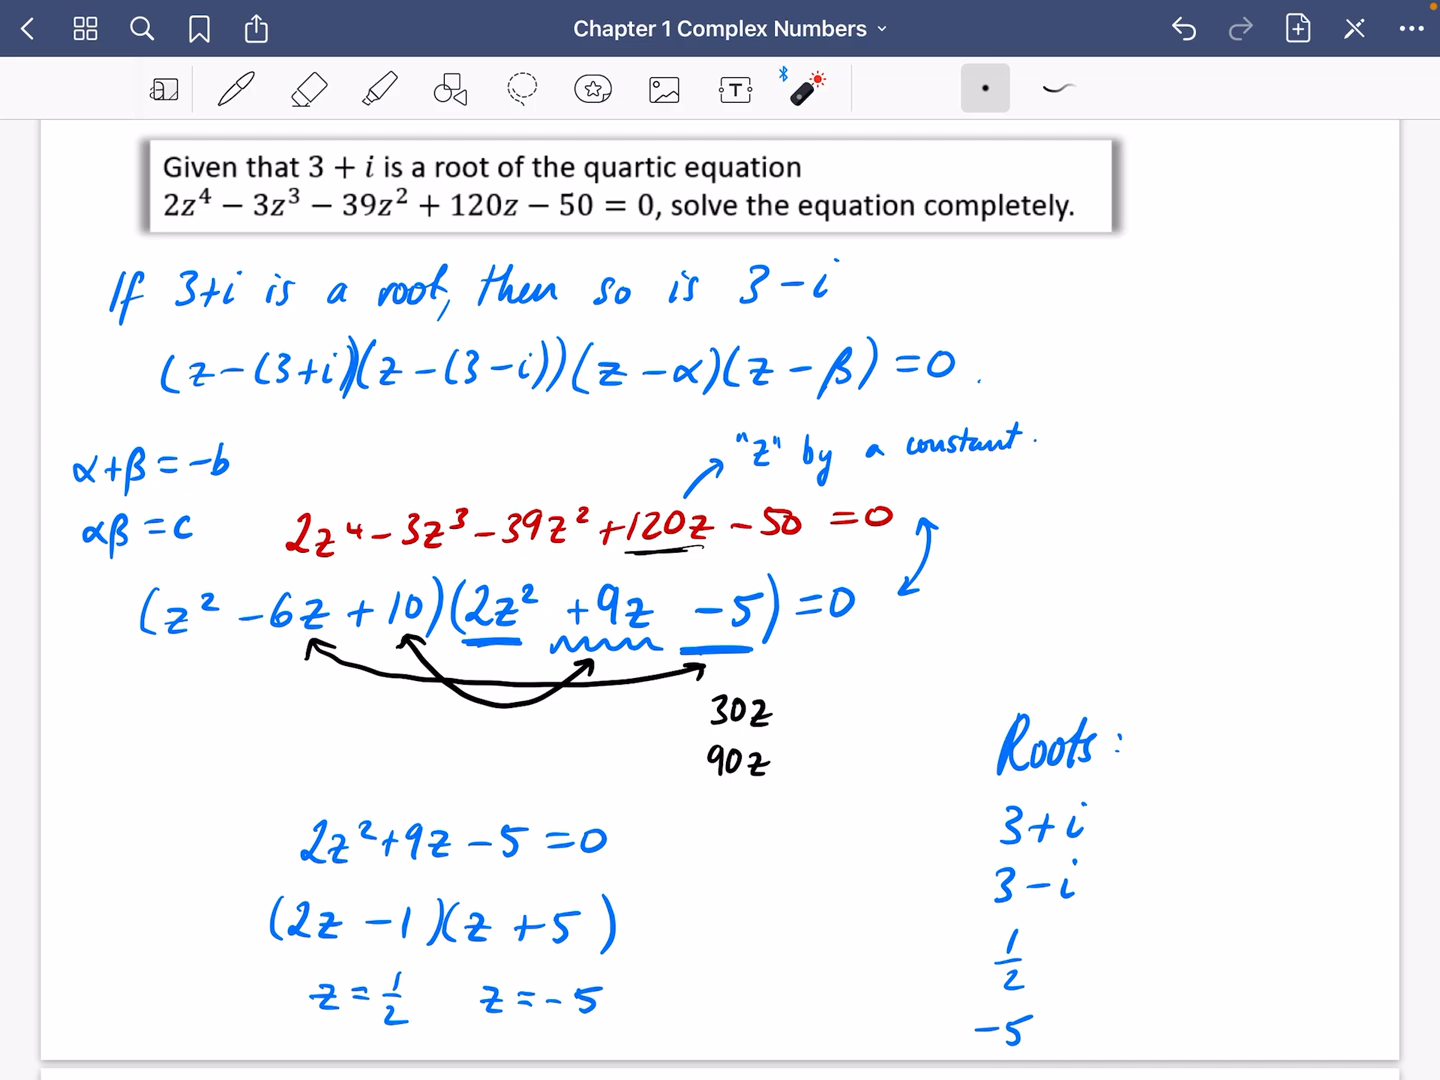 Chapter 1 Complex Numbers
Given that 3 + i is a root of the quartic equation
2z⁴ − 3z³ − 39z² + 120z − 50 = 0, solve the equation completely.
If 3+i is a root, then so is 3−i
(z−(3+i)(z−(3−i))(z−α)(z−β)=0.
"z" by a constant.
α+β=−b
αβ=c
2z⁴−3z³−39z²+120z−50=0
(z²−6z+10)(2z²+9z−5)=0
30z
90z
Roots:
2z²+9z−5=0
3+i
3−i
(2z−1)(z+5)
1/2
z=1/2 z=−5
−5